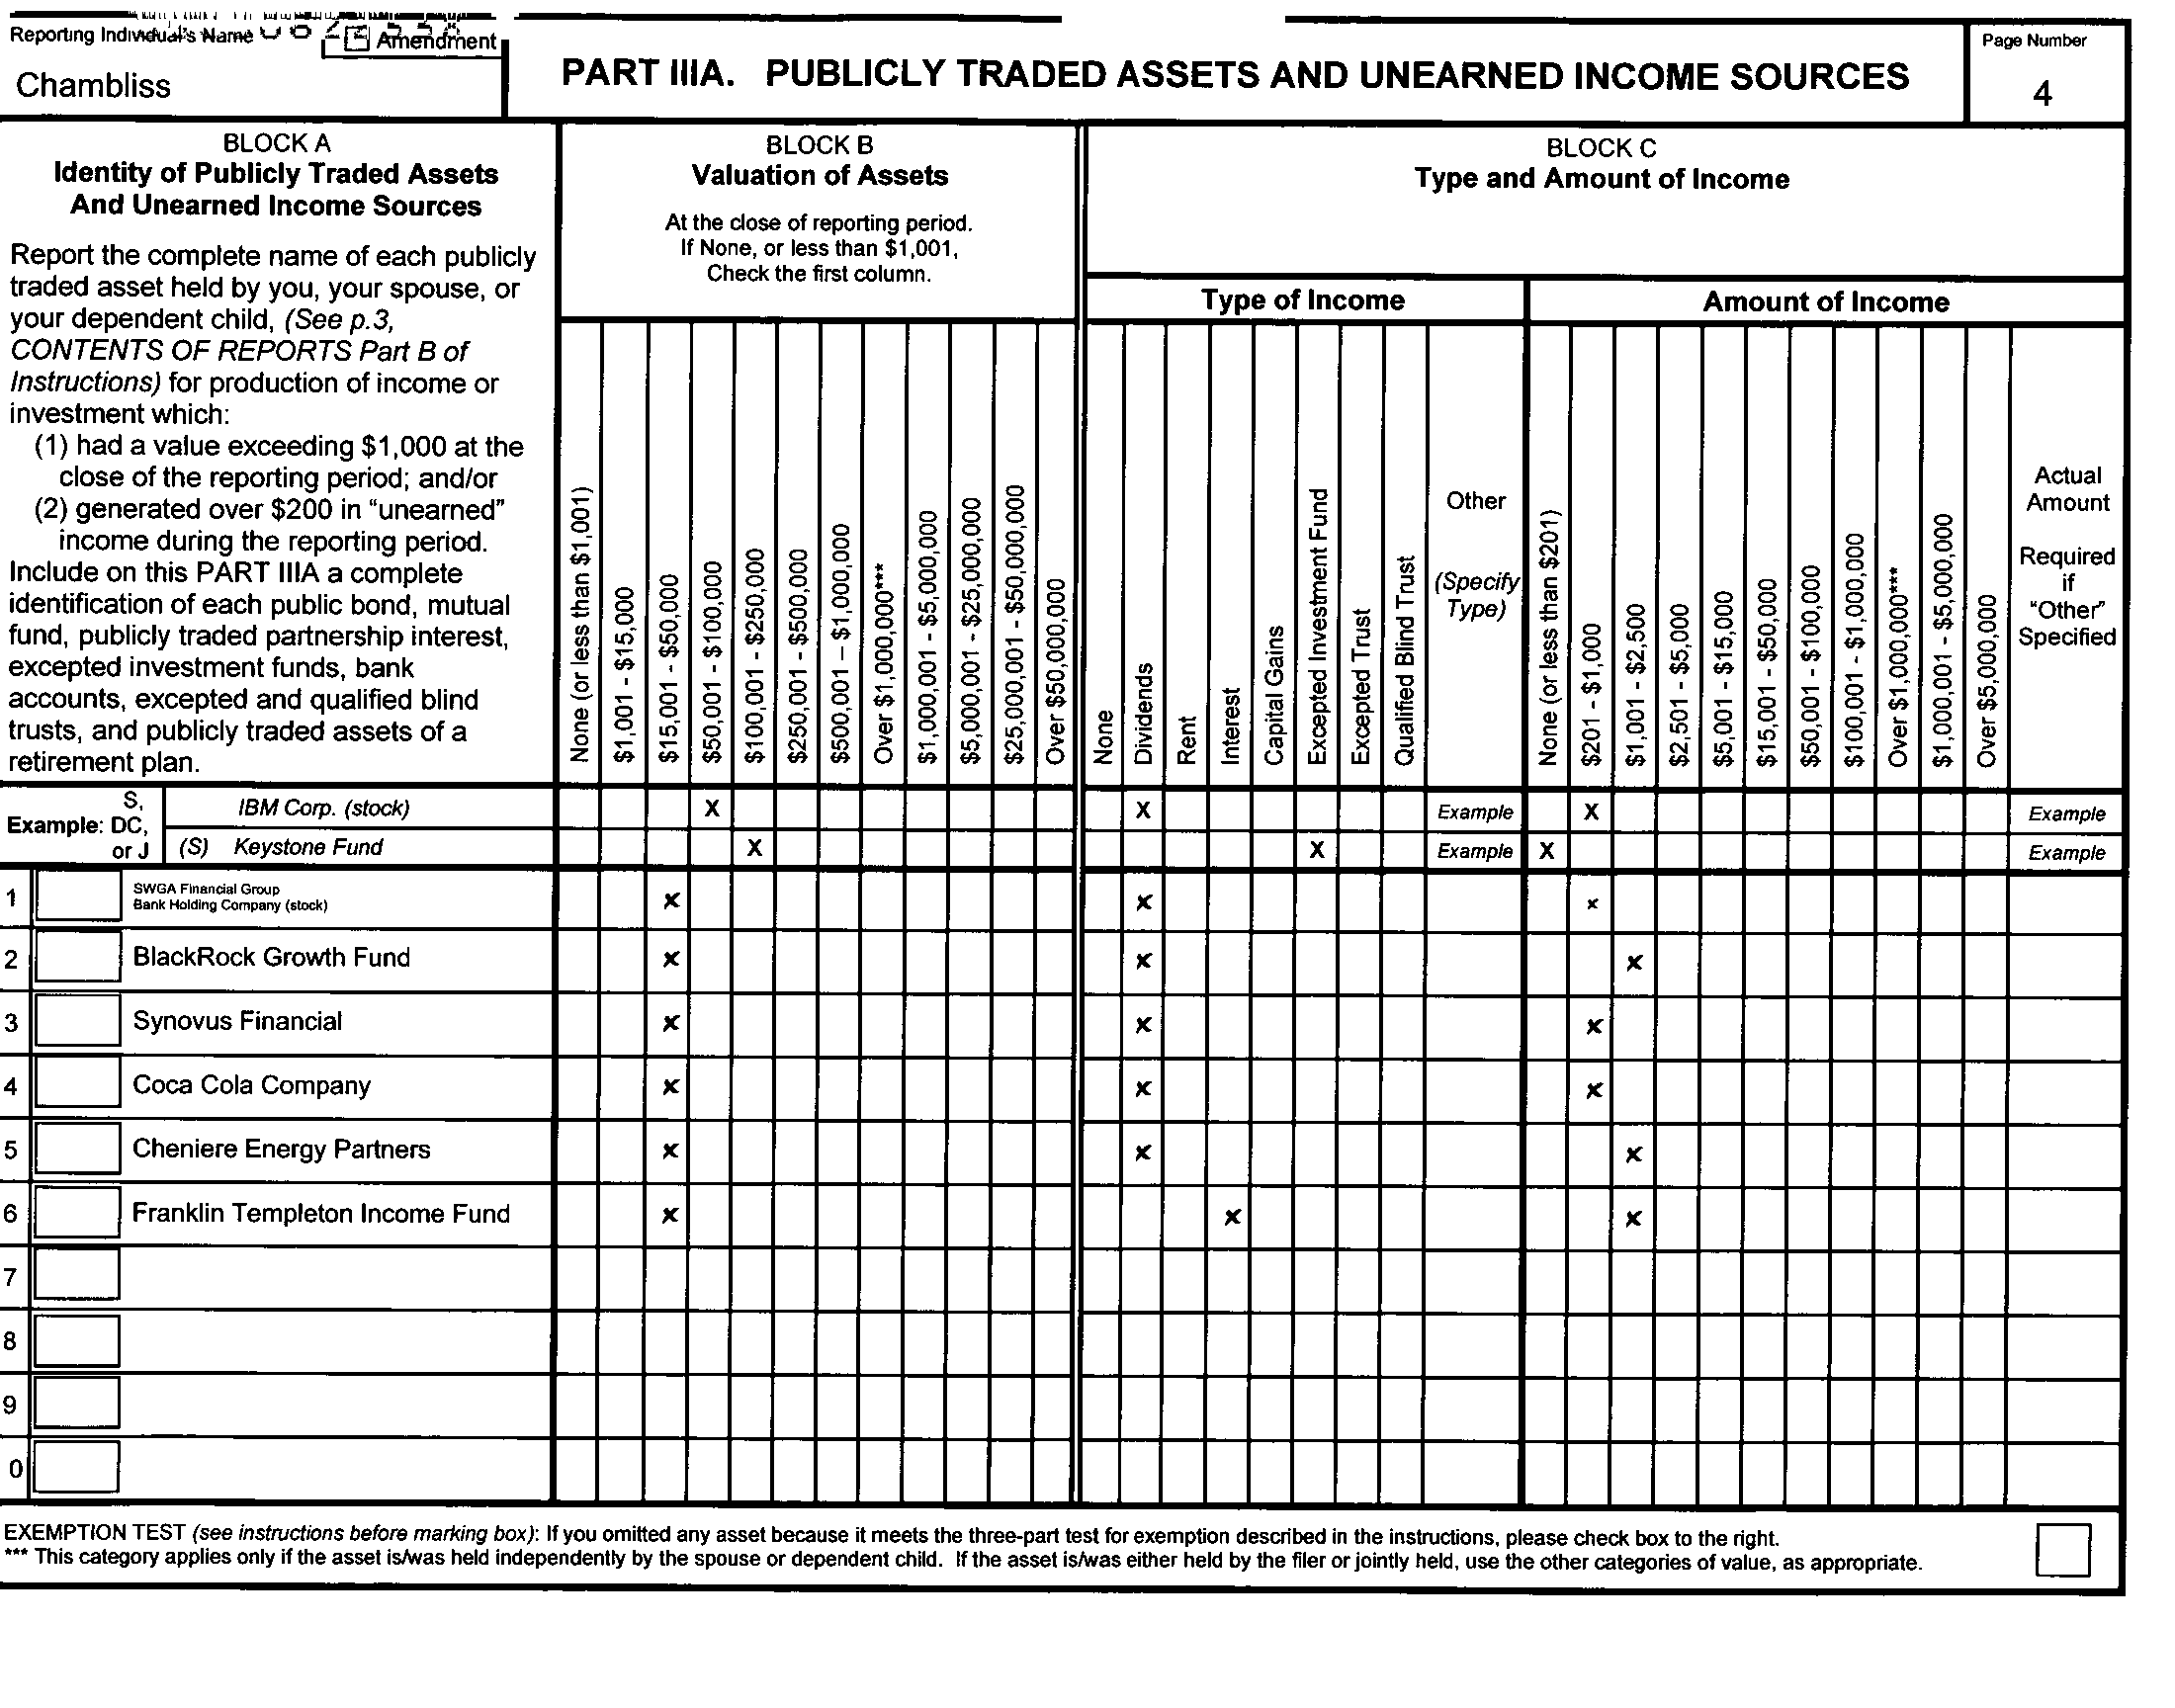 Reporting Individual's Name
Amendment
Chambliss
PART IIIA. PUBLICLY TRADED ASSETS AND UNEARNED INCOME SOURCES
Page Number
4
BLOCK A
Identity of Publicly Traded Assets
And Unearned Income Sources
Report the complete name of each publicly
traded asset held by you, your spouse, or
your dependent child, (See p.3,
CONTENTS OF REPORTS Part B of
Instructions) for production of income or
investment which:
(1) had a value exceeding $1,000 at the
close of the reporting period; and/or
(2) generated over $200 in “unearned”
income during the reporting period.
Include on this PART IIIA a complete
identification of each public bond, mutual
fund, publicly traded partnership interest,
excepted investment funds, bank
accounts, excepted and qualified blind
trusts, and publicly traded assets of a
retirement plan.
BLOCK B
Valuation of Assets
At the close of reporting period.
If None, or less than $1,001,
Check the first column.
None (or less than $1,001)
$1,001 - $15,000
$15,001 - $50,000
$50,001 - $100,000
$100,001 - $250,000
$250,001 - $500,000
$500,001 – $1,000,000
Over $1,000,000***
$1,000,001 - $5,000,000
$5,000,001 - $25,000,000
$25,000,001 - $50,000,000
Over $50,000,000
BLOCK C
Type and Amount of Income
Type of Income
None
Dividends
Rent
Interest
Capital Gains
Excepted Investment Fund
Excepted Trust
Qualified Blind Trust
Other
(Specify
Type)
Amount of Income
None (or less than $201)
$201 - $1,000
$1,001 - $2,500
$2,501 - $5,000
$5,001 - $15,000
$15,001 - $50,000
$50,001 - $100,000
$100,001 - $1,000,000
Over $1,000,000***
$1,000,001 - $5,000,000
Over $5,000,000
Actual
Amount
Required
if
“Other”
Specified
Example:
S,
DC,
or J
IBM Corp. (stock) X X Example X Example
(S) Keystone Fund X X Example X Example
1 SWGA Financial Group
Bank Holding Company (stock) x x x
2 BlackRock Growth Fund x x x
3 Synovus Financial x x x
4 Coca Cola Company x x x
5 Cheniere Energy Partners x x x
6 Franklin Templeton Income Fund x x x
7
8
9
0
EXEMPTION TEST (see instructions before marking box): If you omitted any asset because it meets the three-part test for exemption described in the instructions, please check box to the right.
*** This category applies only if the asset is/was held independently by the spouse or dependent child. If the asset is/was either held by the filer or jointly held, use the other categories of value, as appropriate.